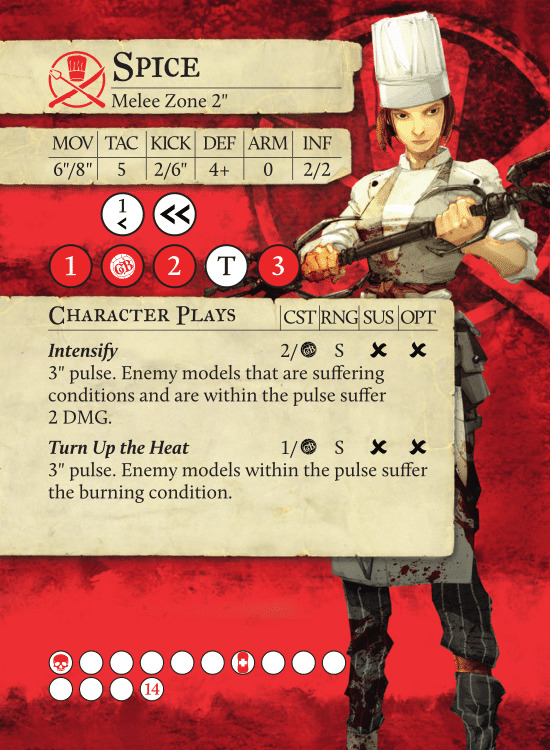 Spice
Melee Zone 2"
MOV TAC KICK DEF ARM INF
6"/8" 5 2/6" 4+ 0 2/2
1
< <<
1 GB 2 T 3
Character Plays CST RNG SUS OPT
Intensify 2/GB S ✘ ✘
3" pulse. Enemy models that are suffering
conditions and are within the pulse suffer
2 DMG.
Turn Up the Heat 1/GB S ✘ ✘
3" pulse. Enemy models within the pulse suffer
the burning condition.
14